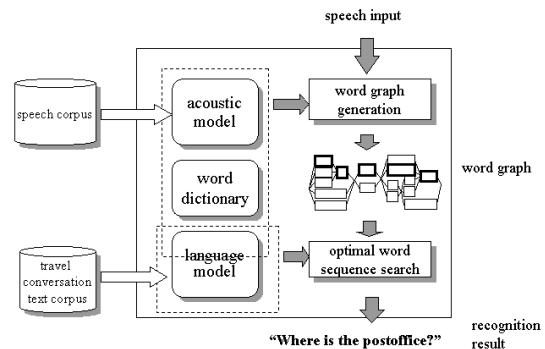 speech input
speech corpus
acoustic
model
word graph
generation
word
dictionary
word graph
travel
conversation
text corpus
language
model
optimal word
sequence search
"Where is the postoffice?"
recognition
result